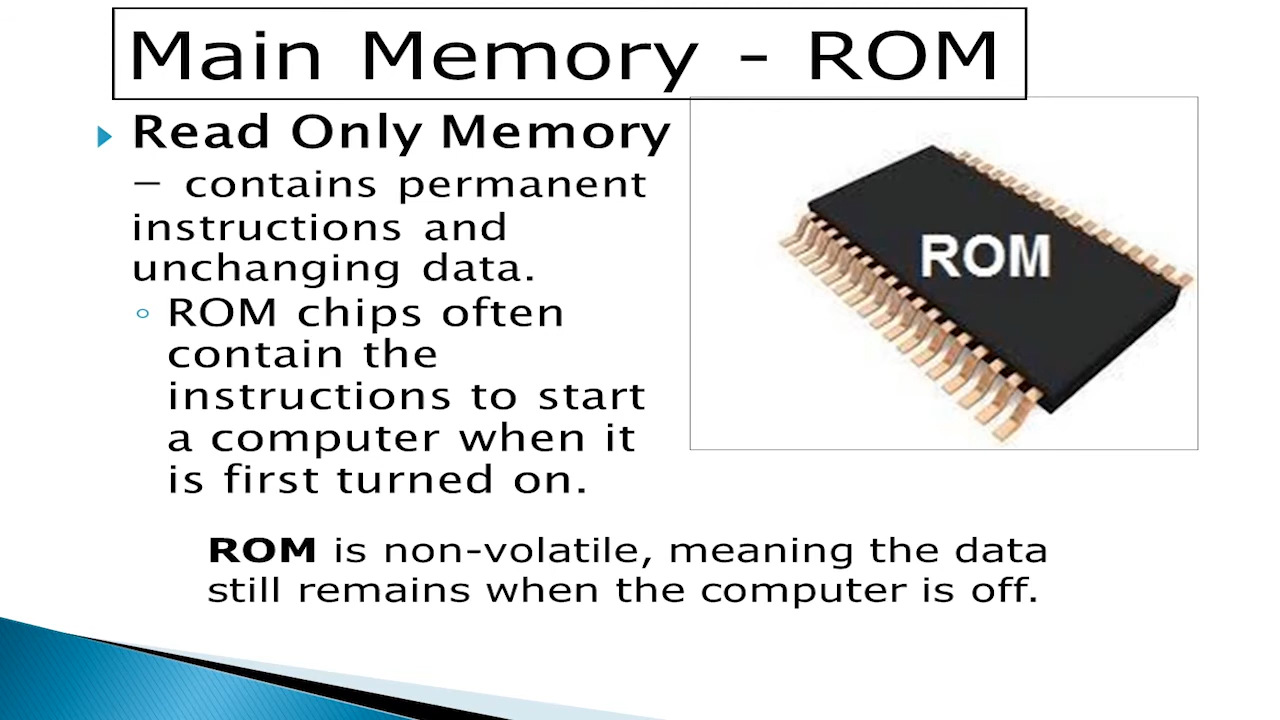 Main Memory - ROM
Read Only Memory
– contains permanent
instructions and
unchanging data.
ROM chips often
contain the
instructions to start
a computer when it
is first turned on.
ROM
ROM is non-volatile, meaning the data
still remains when the computer is off.